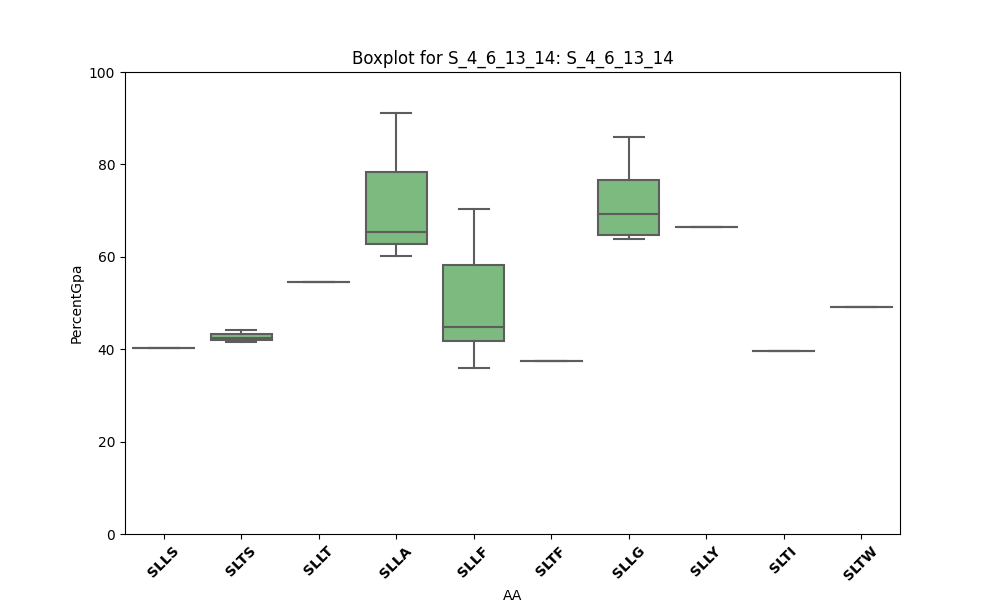 Boxplot for S_4_6_13_14: S_4_6_13_14
PercentGpa
100
80
60
40
20
0
SLLS SLTS SLLT SLLA SLLF SLTF SLLG SLLY SLTI SLTW
AA